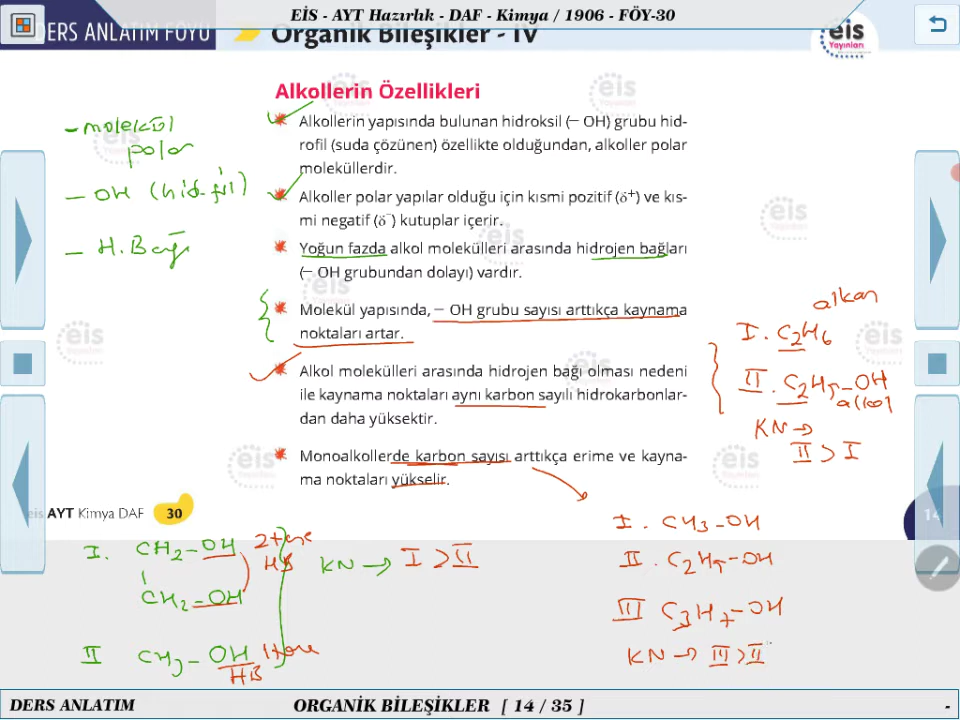 EİS - AYT Hazırlık - DAF - Kimya / 1906 - FÖY-30
DERS ANLATIM FÖYÜ
Organik Bileşikler - IV
eis
Yayınları
Alkollerin Özellikleri
Alkollerin yapısında bulunan hidroksil (— OH) grubu hid-
rofil (suda çözünen) özellikte olduğundan, alkoller polar
moleküllerdir.
Alkoller polar yapılar olduğu için kısmi pozitif (δ⁺) ve kıs-
mi negatif (δ⁻) kutuplar içerir.
Yoğun fazda alkol molekülleri arasında hidrojen bağları
(— OH grubundan dolayı) vardır.
Molekül yapısında, — OH grubu sayısı arttıkça kaynama
noktaları artar.
Alkol molekülleri arasında hidrojen bağı olması nedeni
ile kaynama noktaları aynı karbon sayılı hidrokarbonlar-
dan daha yüksektir.
Monoalkollerde karbon sayısı arttıkça erime ve kayna-
ma noktaları yükselir.
- molekül
polar
- OH (hidrofil)
- H. Bağı
alkan
I. C2H6
II. C2H5-OH
alkol
KN →
II > I
eis AYT Kimya DAF 30
14
I. CH2-OH
CH2-OH
2 tane
HB
KN → I > II
II CH3-OH 1 tane
HB
I. CH3-OH
II. C2H5-OH
III C3H7-OH
KN → III > II
DERS ANLATIM
ORGANİK BİLEŞİKLER [ 14 / 35 ]
-